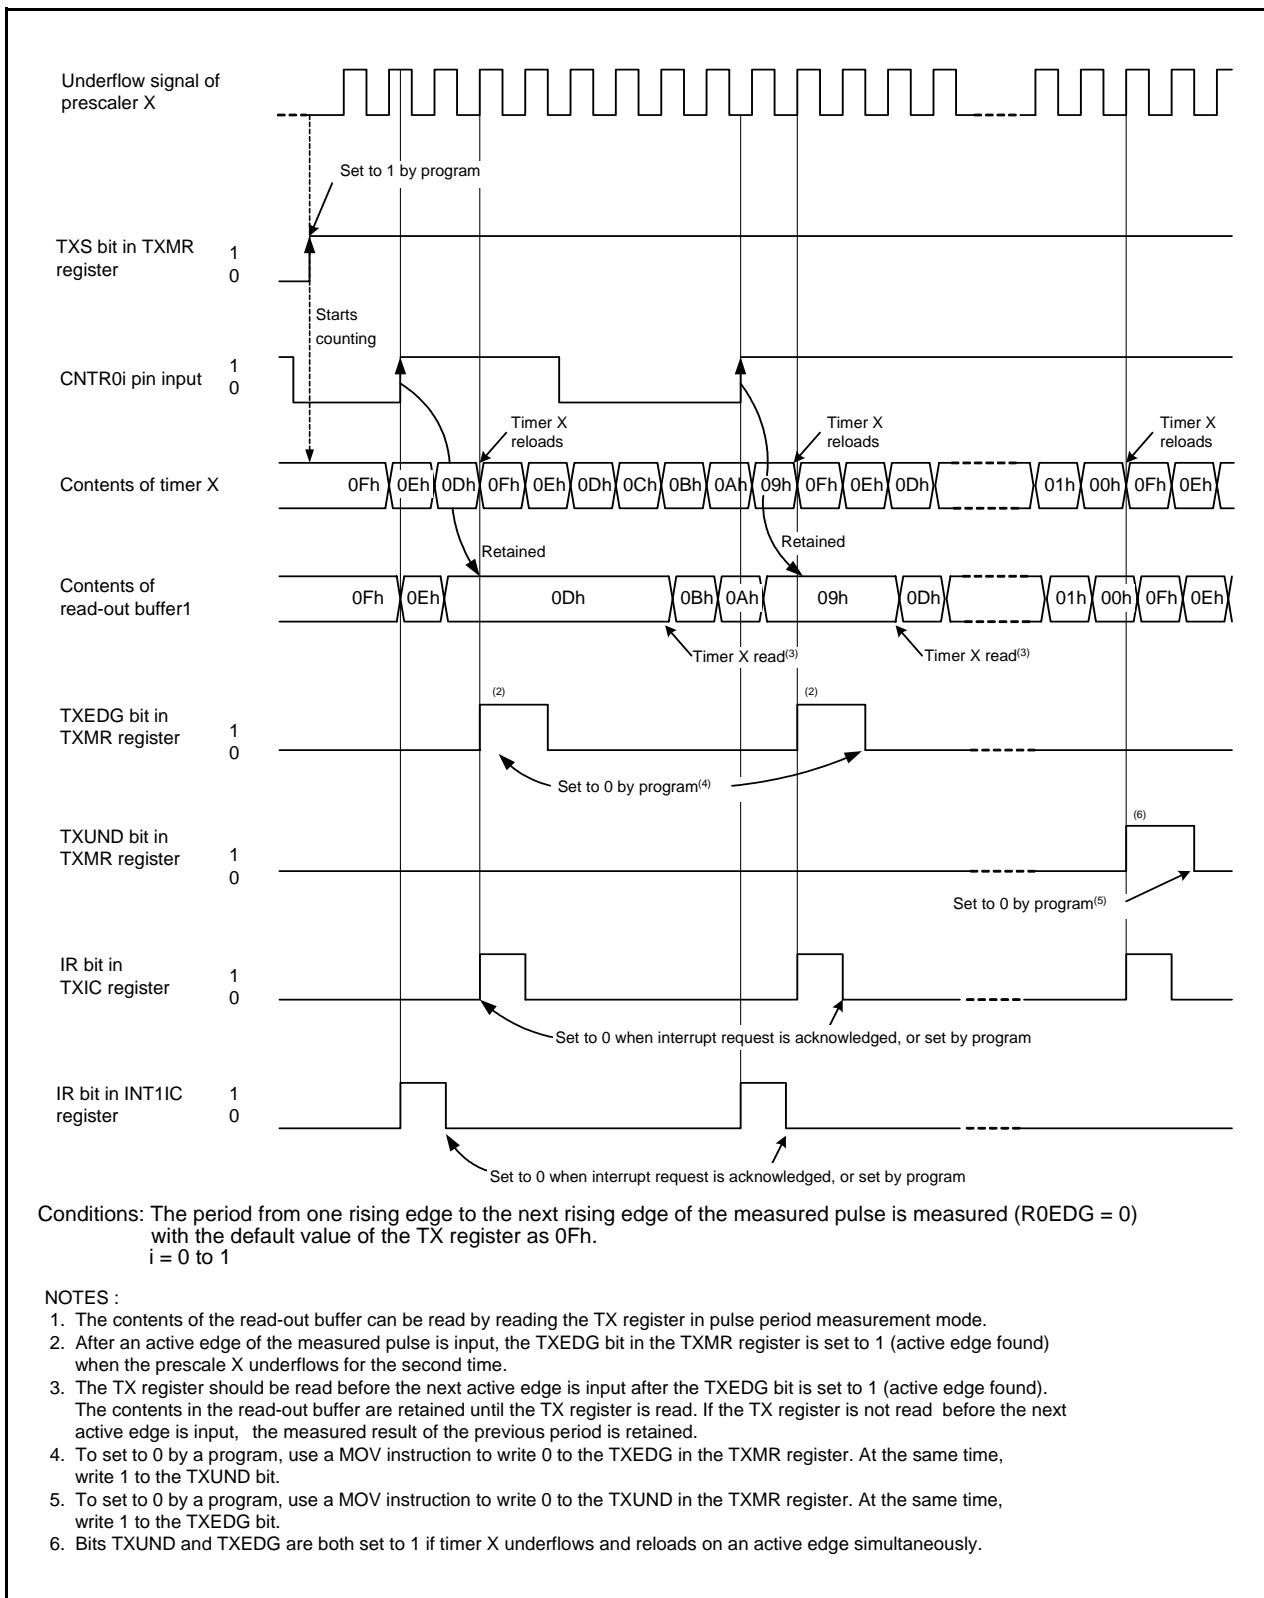 Underflow signal of
prescaler X
Set to 1 by program
TXS bit in TXMR
register
1
0
Starts
counting
CNTR0i pin input
1
0
Timer X
reloads
Timer X
reloads
Timer X
reloads
Contents of timer X
0Fh 0Eh 0Dh 0Fh 0Eh 0Dh 0Ch 0Bh 0Ah 09h 0Fh 0Eh 0Dh 01h 00h 0Fh 0Eh
Retained
Retained
Contents of
read-out buffer1
0Fh 0Eh 0Dh 0Bh 0Ah 09h 0Dh 01h 00h 0Fh 0Eh
Timer X read(3)
Timer X read(3)
(2)
(2)
TXEDG bit in
TXMR register
1
0
Set to 0 by program(4)
(6)
TXUND bit in
TXMR register
1
0
Set to 0 by program(5)
IR bit in
TXIC register
1
0
Set to 0 when interrupt request is acknowledged, or set by program
IR bit in INT1IC
register
1
0
Set to 0 when interrupt request is acknowledged, or set by program
Conditions: The period from one rising edge to the next rising edge of the measured pulse is measured (R0EDG = 0)
with the default value of the TX register as 0Fh.
i = 0 to 1
NOTES :
1. The contents of the read-out buffer can be read by reading the TX register in pulse period measurement mode.
2. After an active edge of the measured pulse is input, the TXEDG bit in the TXMR register is set to 1 (active edge found)
when the prescale X underflows for the second time.
3. The TX register should be read before the next active edge is input after the TXEDG bit is set to 1 (active edge found).
The contents in the read-out buffer are retained until the TX register is read. If the TX register is not read before the next
active edge is input, the measured result of the previous period is retained.
4. To set to 0 by a program, use a MOV instruction to write 0 to the TXEDG in the TXMR register. At the same time,
write 1 to the TXUND bit.
5. To set to 0 by a program, use a MOV instruction to write 0 to the TXUND in the TXMR register. At the same time,
write 1 to the TXEDG bit.
6. Bits TXUND and TXEDG are both set to 1 if timer X underflows and reloads on an active edge simultaneously.